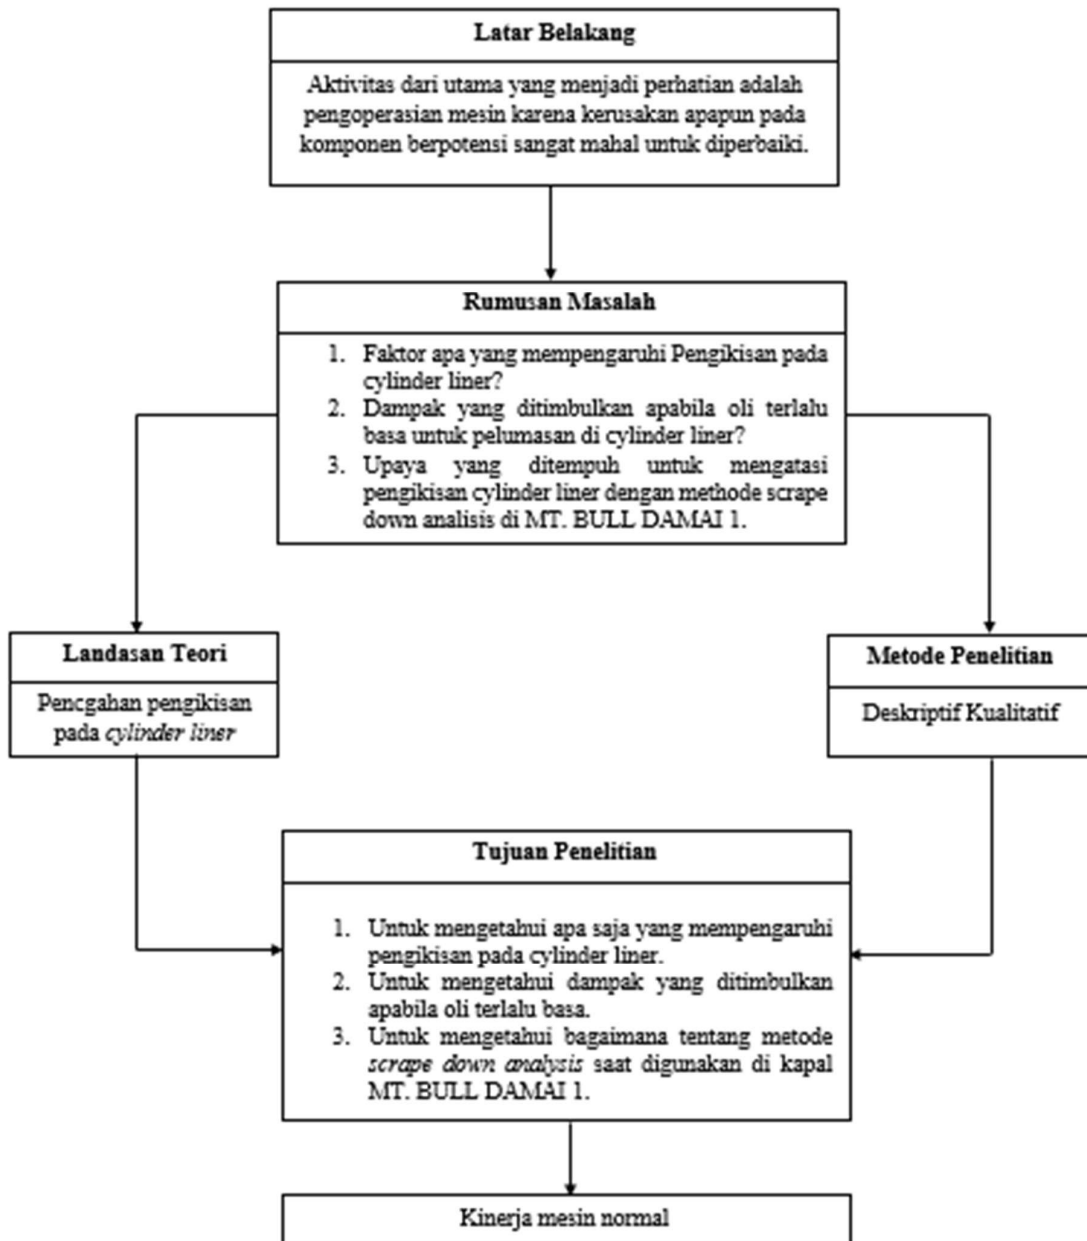 Latar Belakang
Aktivitas dari utama yang menjadi perhatian adalah
pengoperasian mesin karena kerusakan apapun pada
komponen berpotensi sangat mahal untuk diperbaiki.
Rumusan Masalah
1. Faktor apa yang mempengaruhi Pengikisan pada
cylinder liner?
2. Dampak yang ditimbulkan apabila oli terlalu
basa untuk pelumasan di cylinder liner?
3. Upaya yang ditempuh untuk mengatasi
pengikisan cylinder liner dengan methode scrape
down analisis di MT. BULL DAMAI 1.
Landasan Teori
Pencgahan pengikisan
pada cylinder liner
Metode Penelitian
Deskriptif Kualitatif
Tujuan Penelitian
1. Untuk mengetahui apa saja yang mempengaruhi
pengikisan pada cylinder liner.
2. Untuk mengetahui dampak yang ditimbulkan
apabila oli terlalu basa.
3. Untuk mengetahui bagaimana tentang metode
scrape down analysis saat digunakan di kapal
MT. BULL DAMAI 1.
Kinerja mesin normal